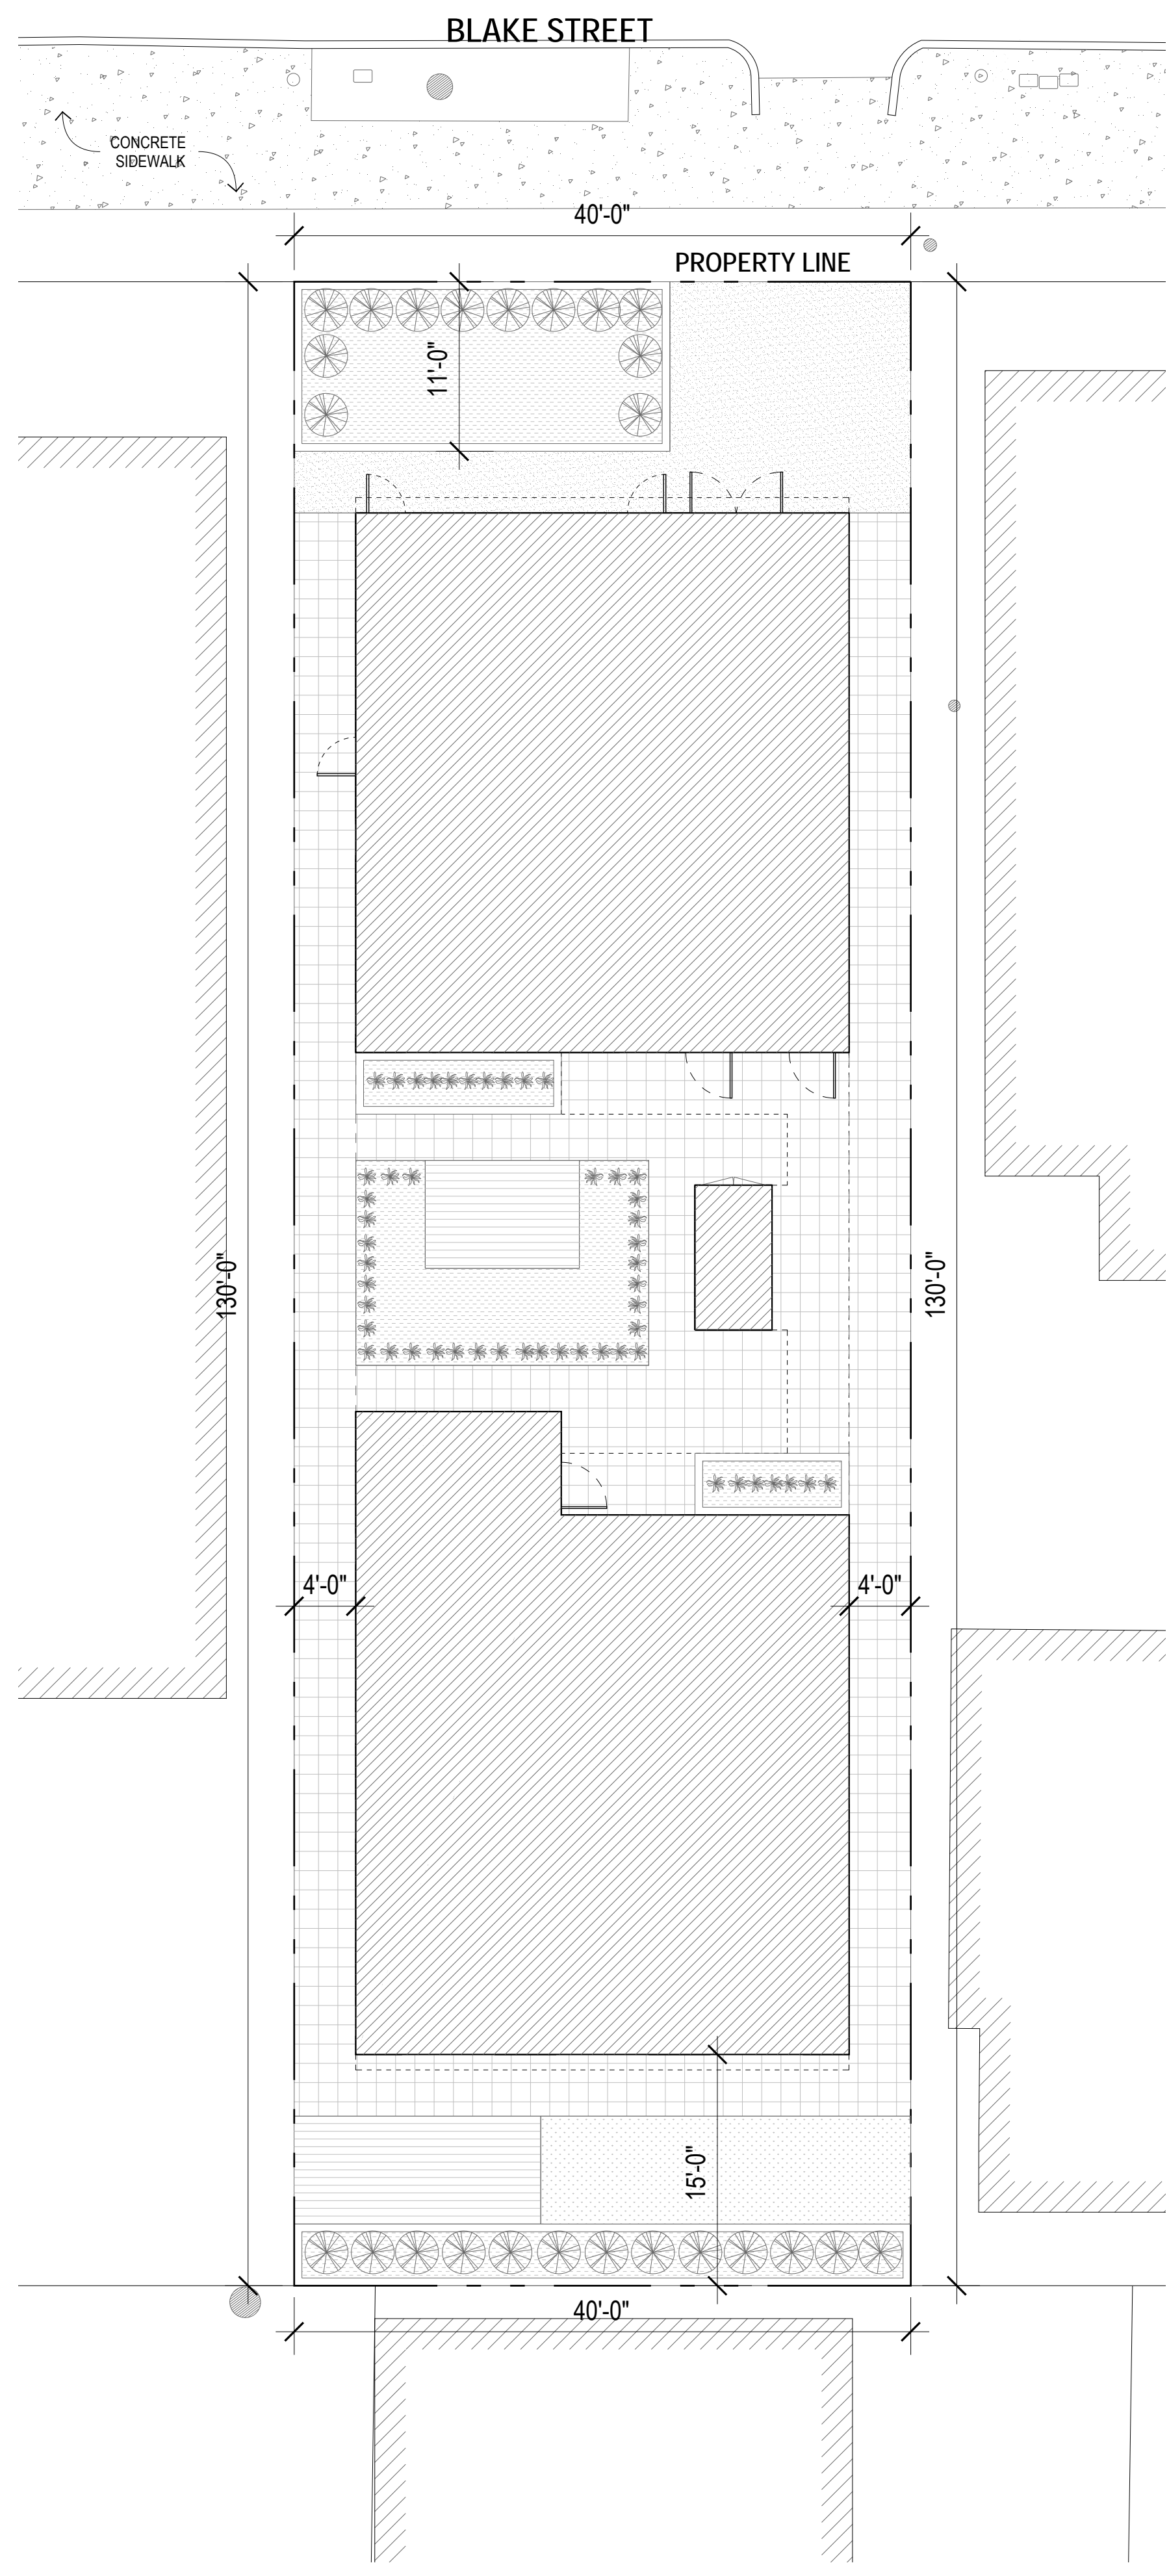 BLAKE STREET
CONCRETE
SIDEWALK
40'-0"
PROPERTY LINE
11'-0"
130'-0"
130'-0"
4'-0"
4'-0"
15'-0"
40'-0"